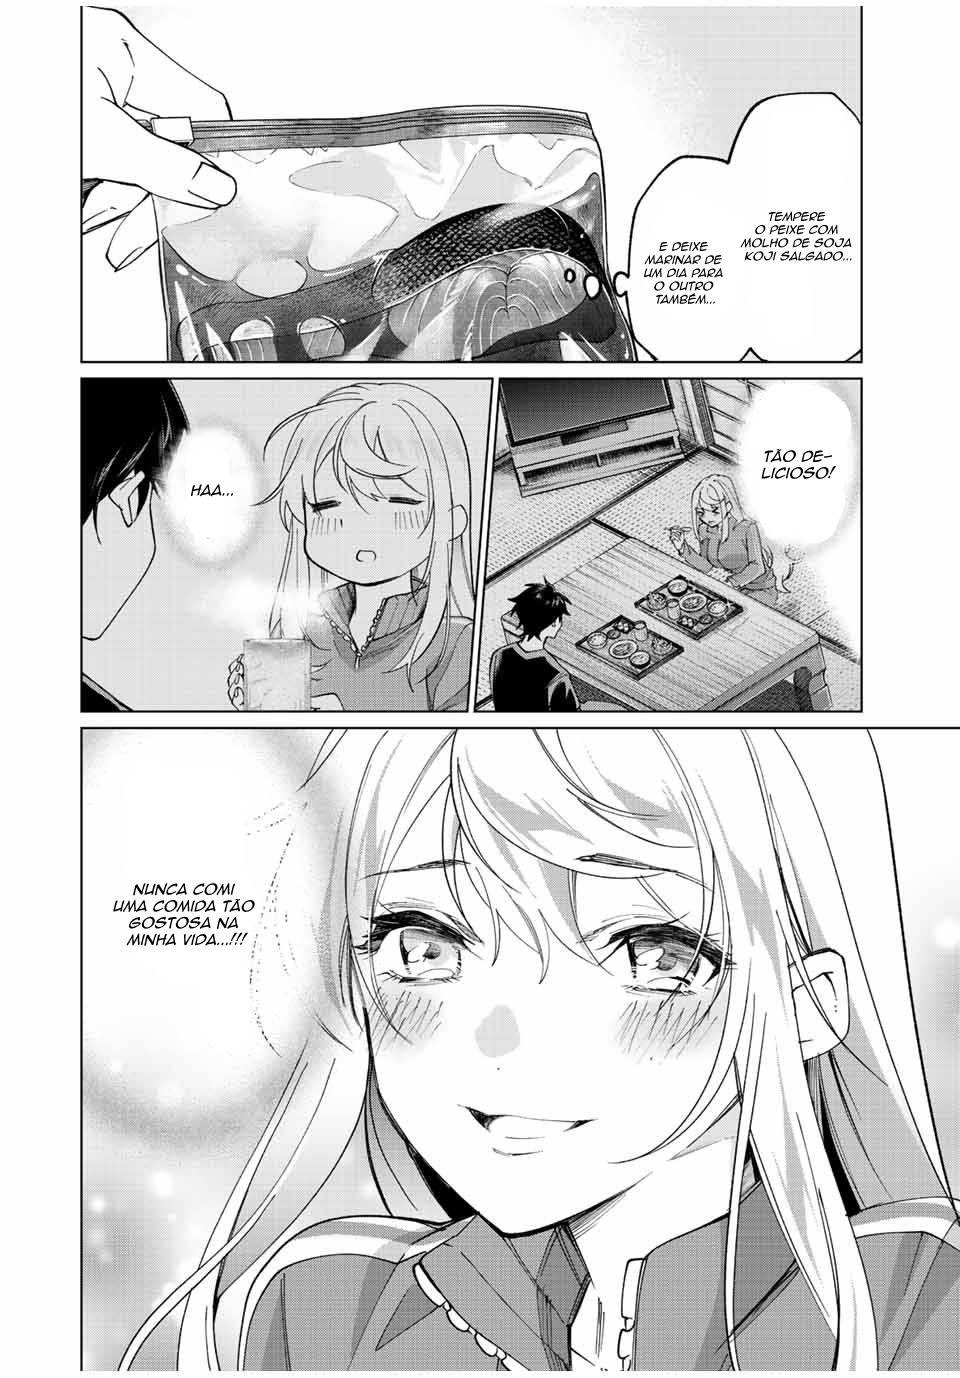 TEMPERE
O PEIXE COM
MOLHO DE SOJA
KOJI SALGADO...
E DEIXE
MARINAR DE
UM DIA PARA
O OUTRO
TAMBÉM...
TÃO DE-
LICIOSO!
HAA...
NUNCA COMI
UMA COMIDA TÃO
GOSTOSA NA
MINHA VIDA...!!!